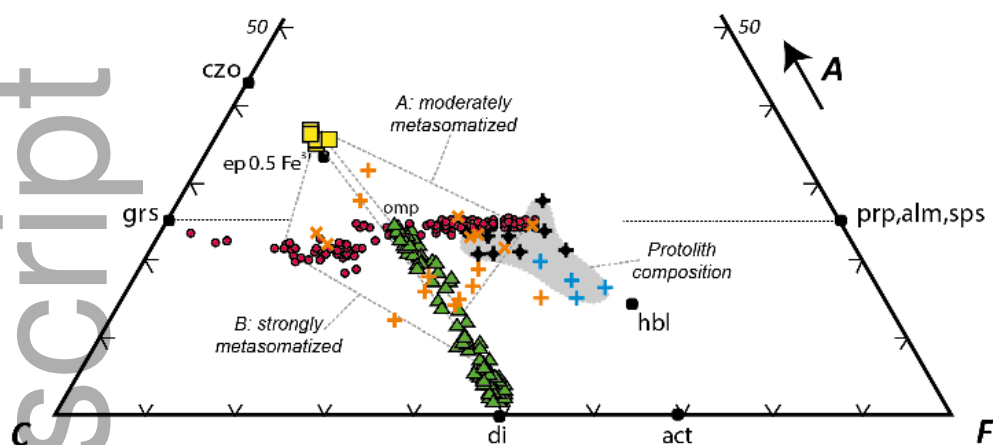 script
50
50
A
czo
A: moderately
metasomatized
ep 0.5 Fe3
grs
omp
prp,alm,sps
Protolith
composition
B: strongly
metasomatized
hbl
C
di
act
F